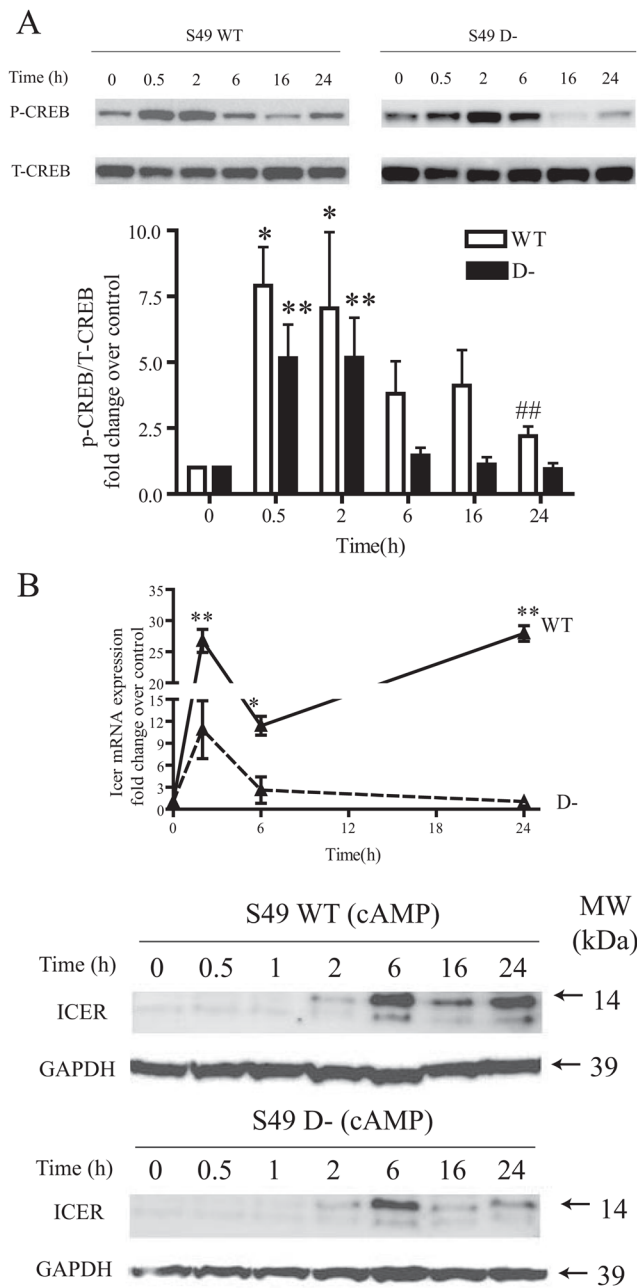 A
S49 WT
S49 D-
Time (h) 0 0.5 2 6 16 24 0 0.5 2 6 16 24
P-CREB
T-CREB
10.0
7.5
5.0
2.5
0.0
p-CREB/T-CREB
fold change over control
* * ** ** ##
WT
D-
0 0.5 2 6 16 24
Time(h)
B
35
30
25
20
15
12
9
6
3
0
Icer mRNA expression
fold change over control
** * **
WT
D-
0 6 12 18 24
Time(h)
S49 WT (cAMP)
MW
(kDa)
Time (h) 0 0.5 1 2 6 16 24
ICER ← 14
GAPDH ← 39
S49 D- (cAMP)
Time (h) 0 0.5 1 2 6 16 24
ICER ← 14
GAPDH ← 39